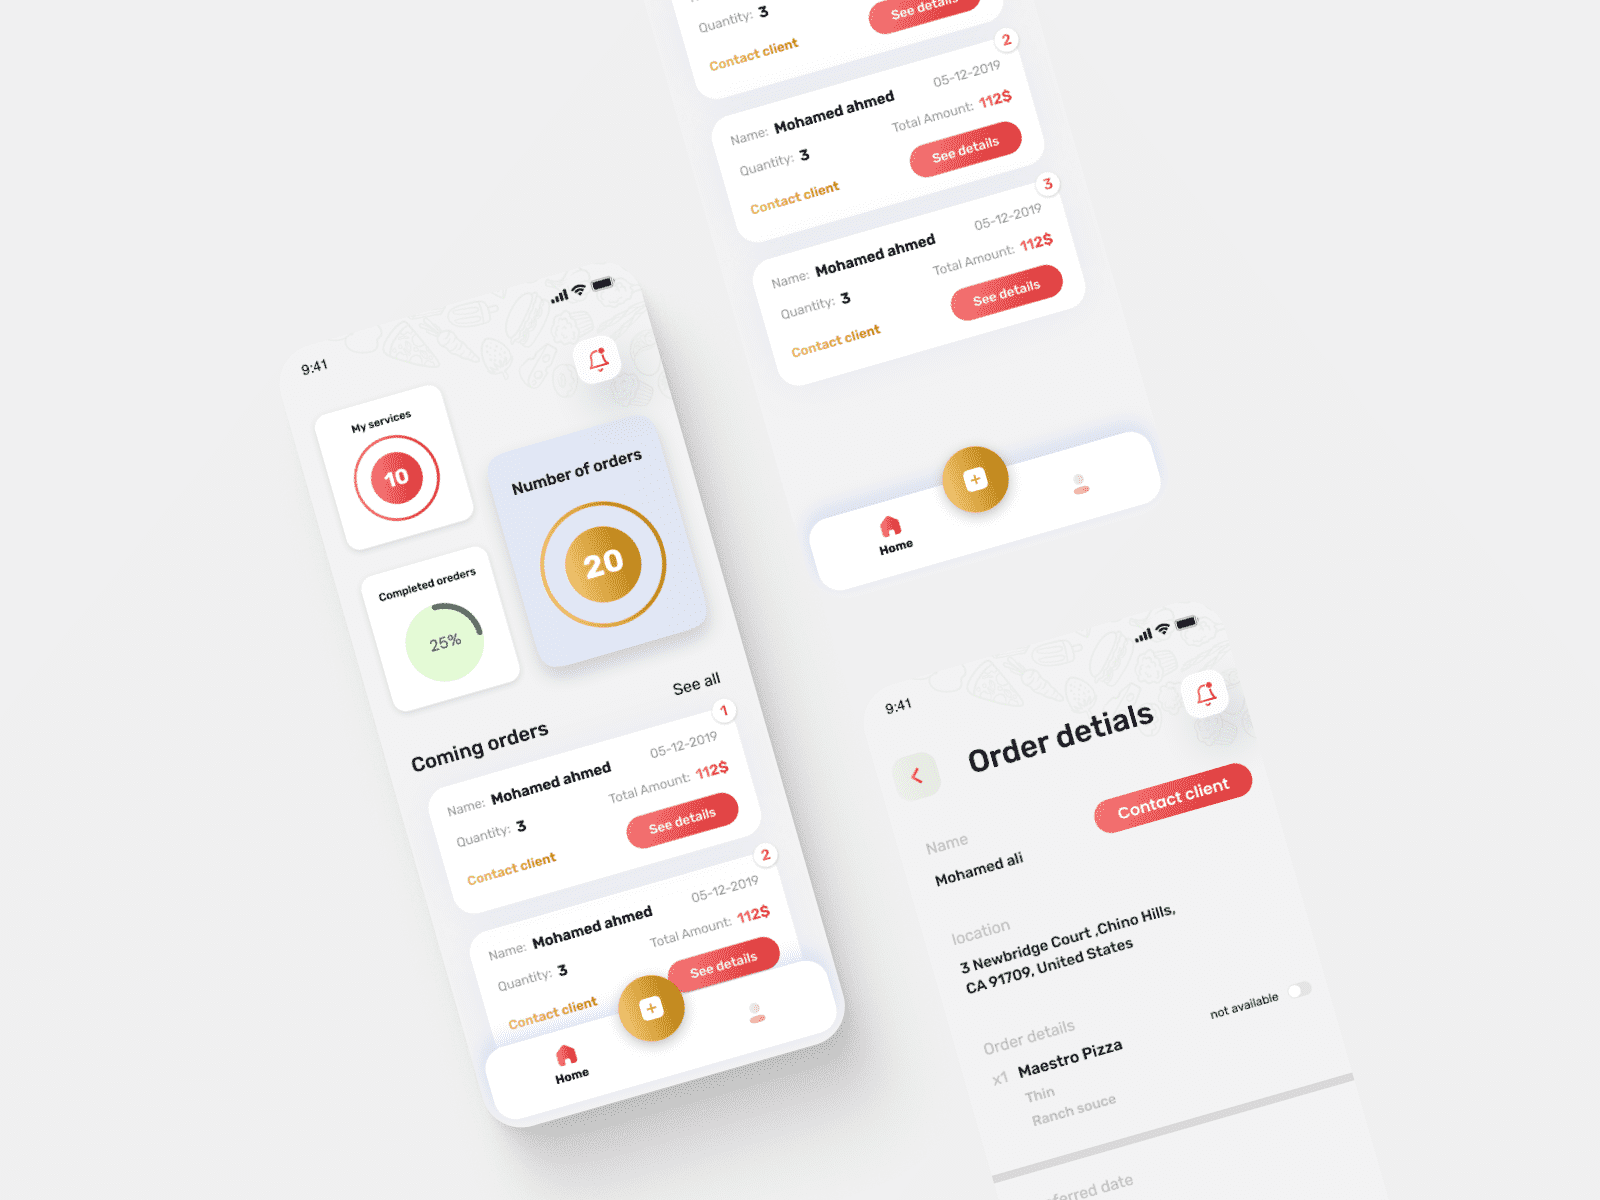 Quantity: 3
See details
Contact client
2
05-12-2019
Name: Mohamed ahmed
Total Amount: 112$
Quantity: 3
See details
Contact client
3
05-12-2019
Name: Mohamed ahmed
Total Amount: 112$
Quantity: 3
See details
Contact client
Home
9:41
My services
10
Number of orders
20
Completed oreders
25%
See all
Coming orders
1
05-12-2019
Name: Mohamed ahmed
Total Amount: 112$
Quantity: 3
See details
Contact client
2
05-12-2019
Name: Mohamed ahmed
Total Amount: 112$
Quantity: 3
See details
Contact client
Home
9:41
Order detials
Contact client
Name
Mohamed ali
location
3 Newbridge Court ,Chino Hills,
CA 91709, United States
Order details
not available
x1 Maestro Pizza
Thin
Ranch souce
date